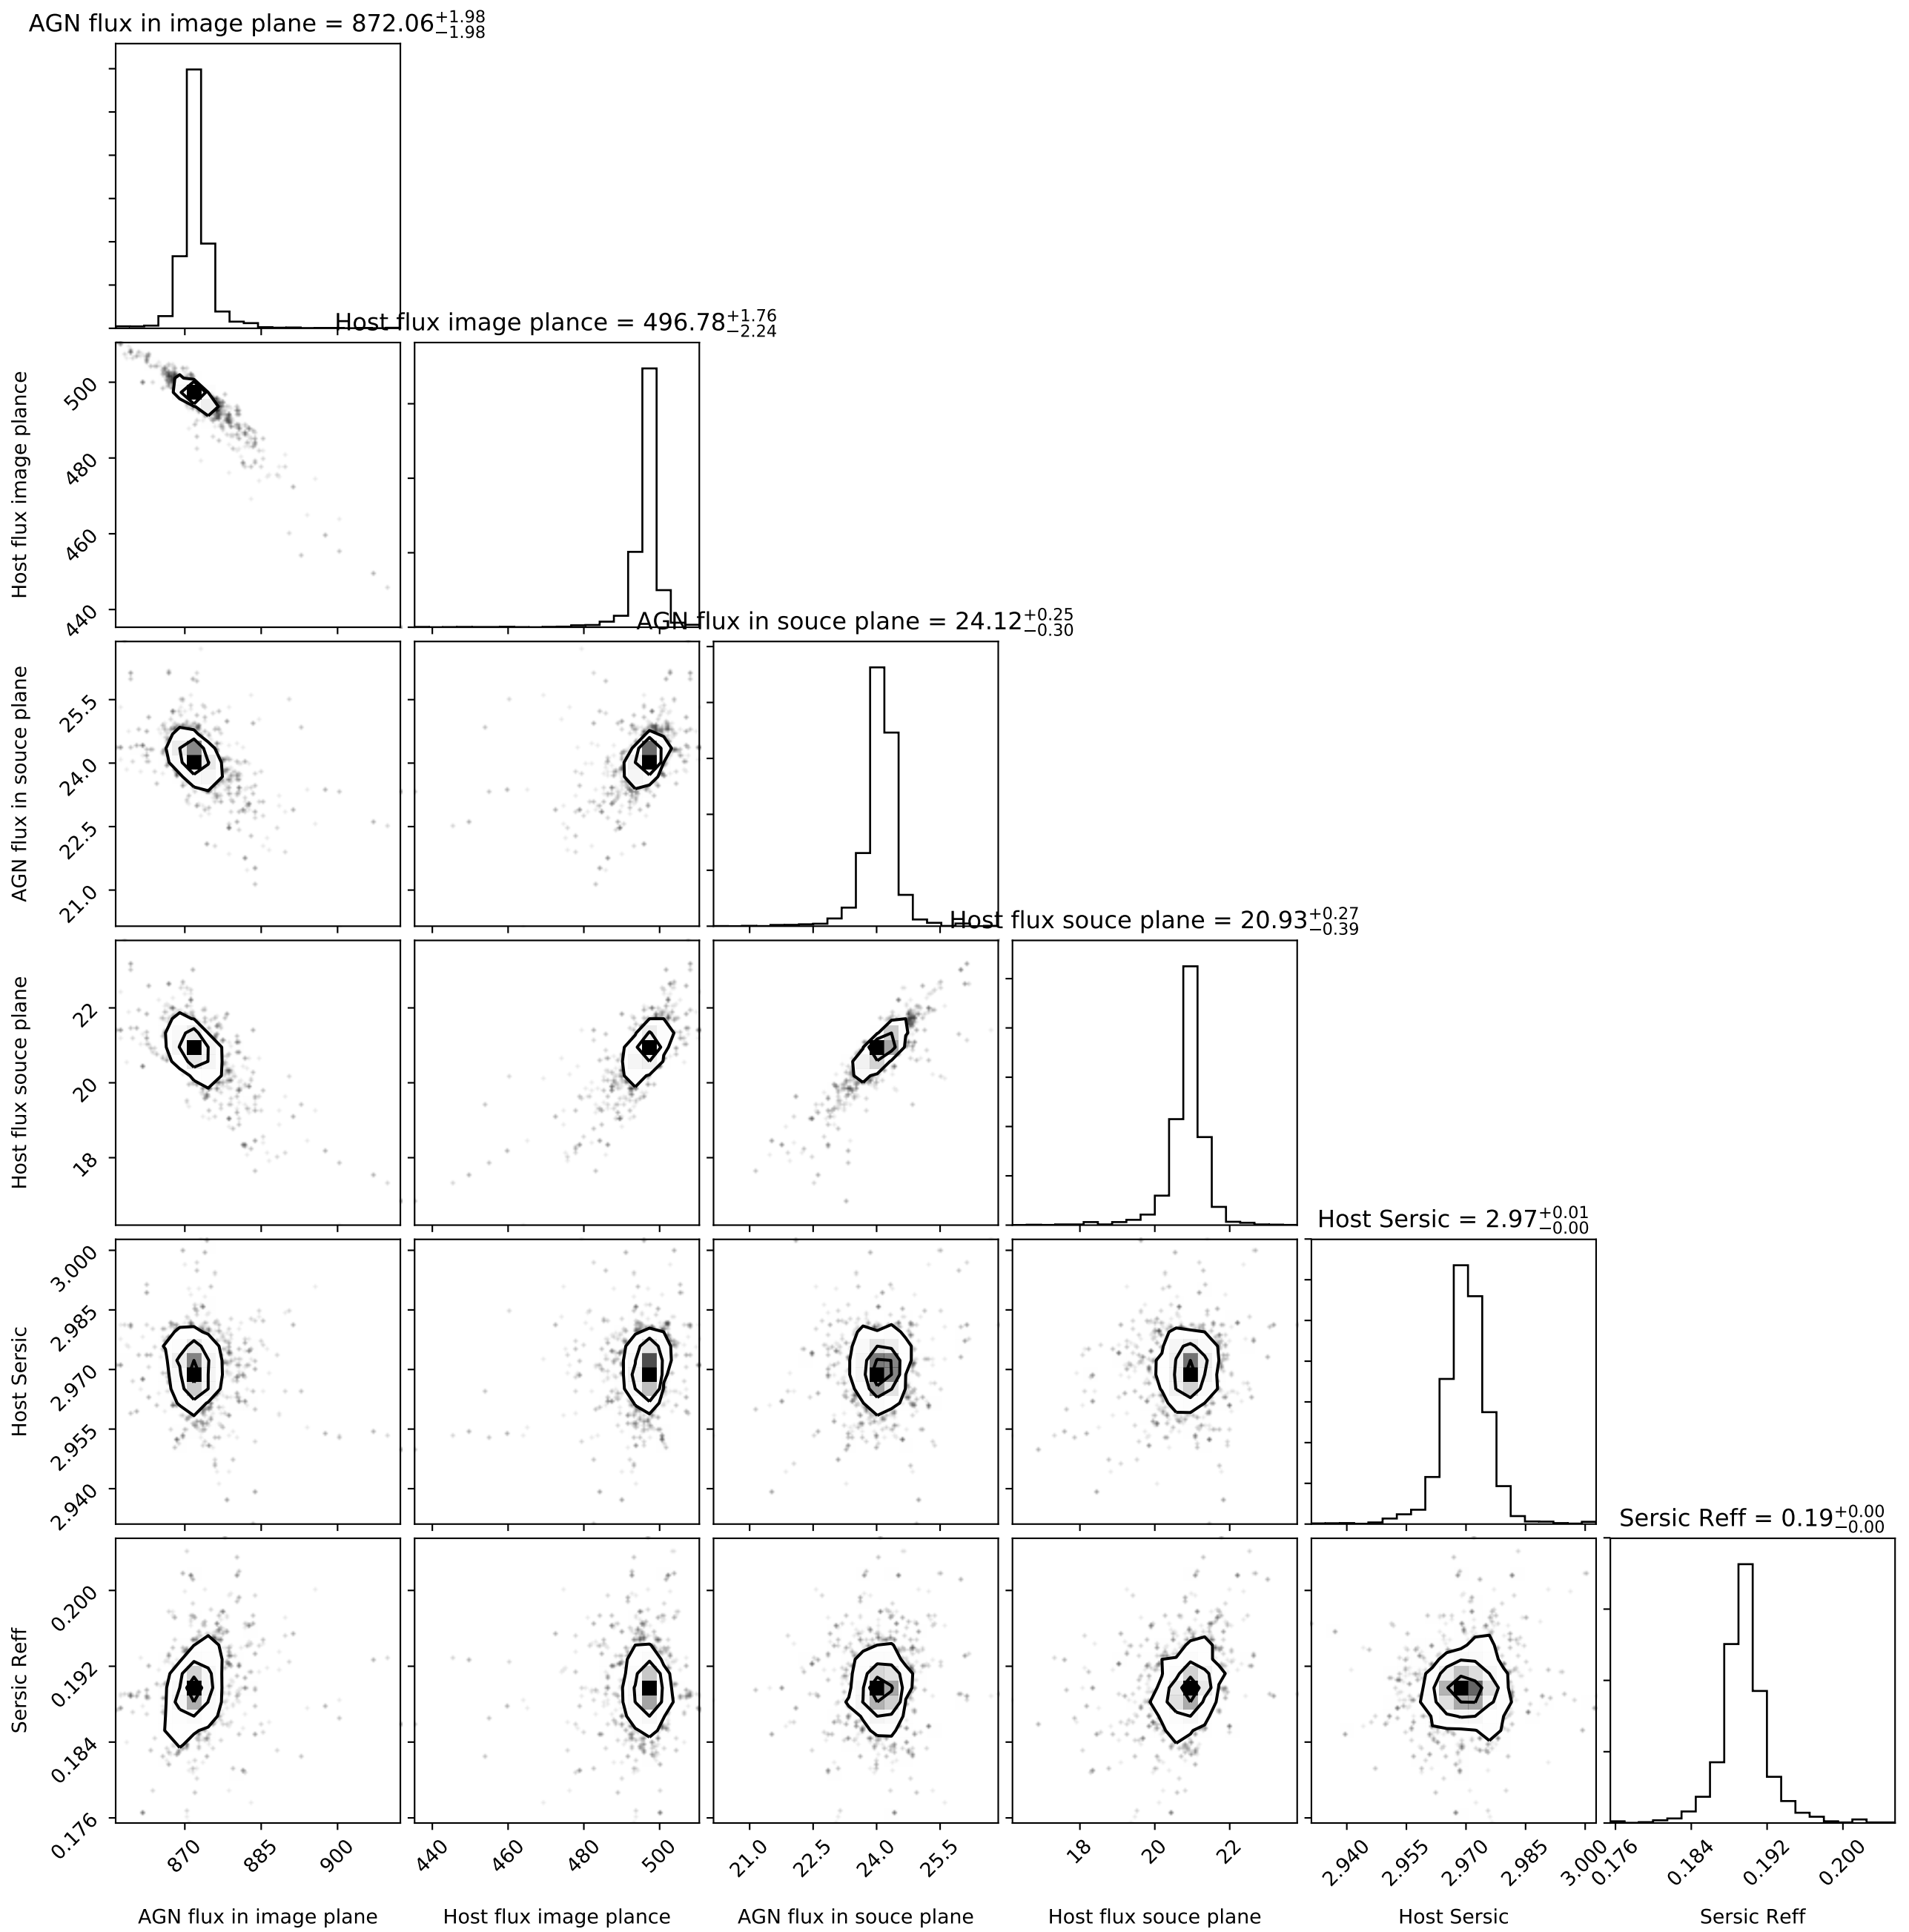 AGN flux in image plane = 872.06 +1.98 −1.98
Host flux image plance = 496.78 +1.76 −2.24
Host flux image plance
500
480
460
440
AGN flux in souce plane = 24.12 +0.25 −0.30
AGN flux in souce plane
25.5
24.0
22.5
21.0
Host flux souce plane = 20.93 +0.27 −0.39
Host flux souce plane
22
20
18
Host Sersic = 2.97 +0.01 −0.00
Host Sersic
3.000
2.985
2.970
2.955
2.940
Sersic Reff = 0.19 +0.00 −0.00
Sersic Reff
0.200
0.192
0.184
0.176
870 885 900 440 460 480 500 21.0 22.5 24.0 25.5 18 20 22 2.940 2.955 2.970 2.985 3.000 0.176 0.184 0.192 0.200
AGN flux in image plane Host flux image plance AGN flux in souce plane Host flux souce plane Host Sersic Sersic Reff